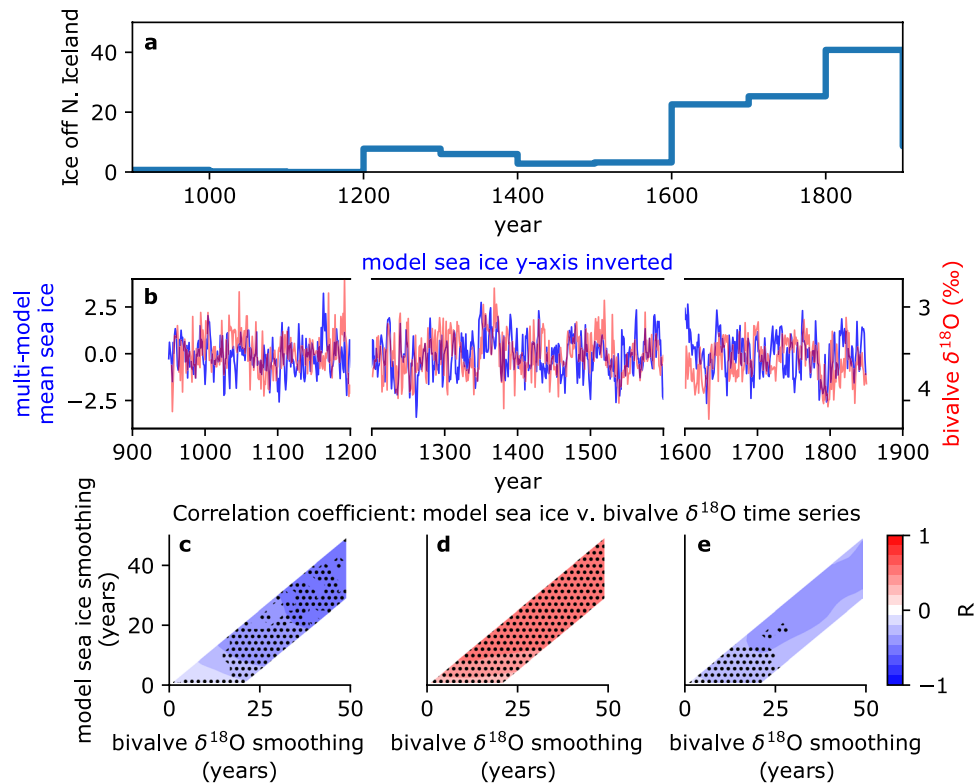 a
Ice off N. Iceland
40
20
0
1000 1200 1400 1600 1800
year
model sea ice y-axis inverted
b
multi-model
mean sea ice
2.5
0.0
−2.5
3
4
bivalve δ¹⁸O (‰)
900 1000 1100 1200 1200 1300 1400 1500 1600 1600 1700 1800 1900
year
Correlation coefficient: model sea ice v. bivalve δ¹⁸O time series
model sea ice smoothing
(years)
c d e
40
20
0
0 25 50 0 25 50 0 25 50
bivalve δ¹⁸O smoothing bivalve δ¹⁸O smoothing bivalve δ¹⁸O smoothing
(years) (years) (years)
1
0
−1
R